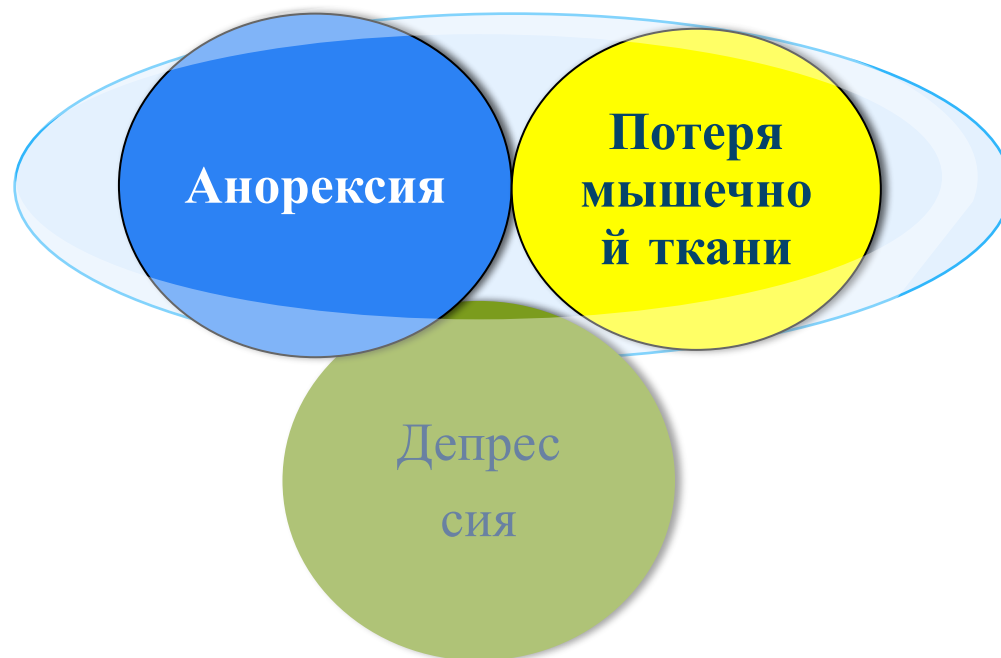 Анорексия
Потеря
мышечно
й ткани
Депрес
сия